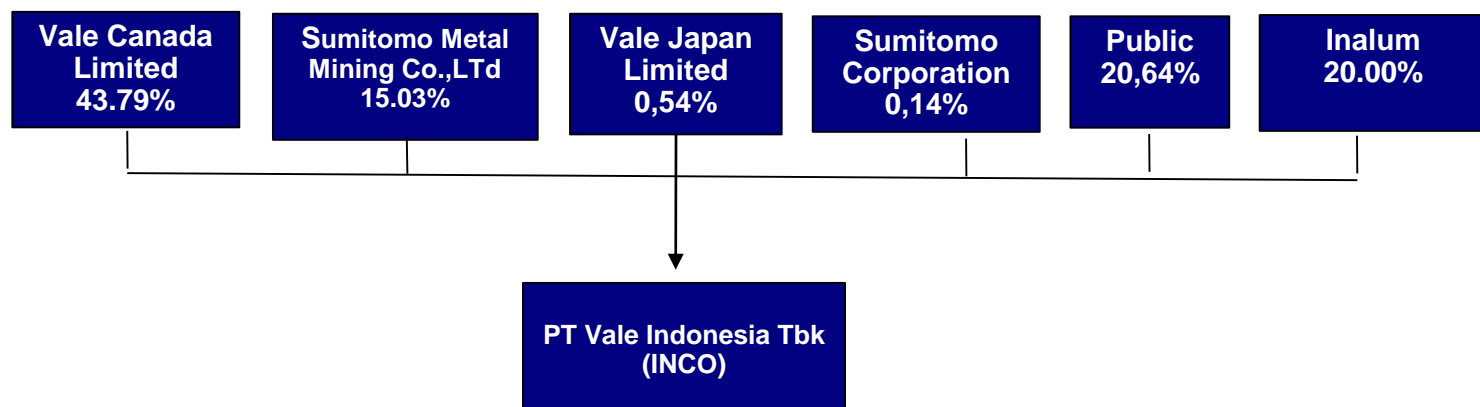 Vale Canada
Limited
43.79%
Sumitomo Metal
Mining Co.,LTd
15.03%
Vale Japan
Limited
0,54%
Sumitomo
Corporation
0,14%
Public
20,64%
Inalum
20.00%
PT Vale Indonesia Tbk
(INCO)